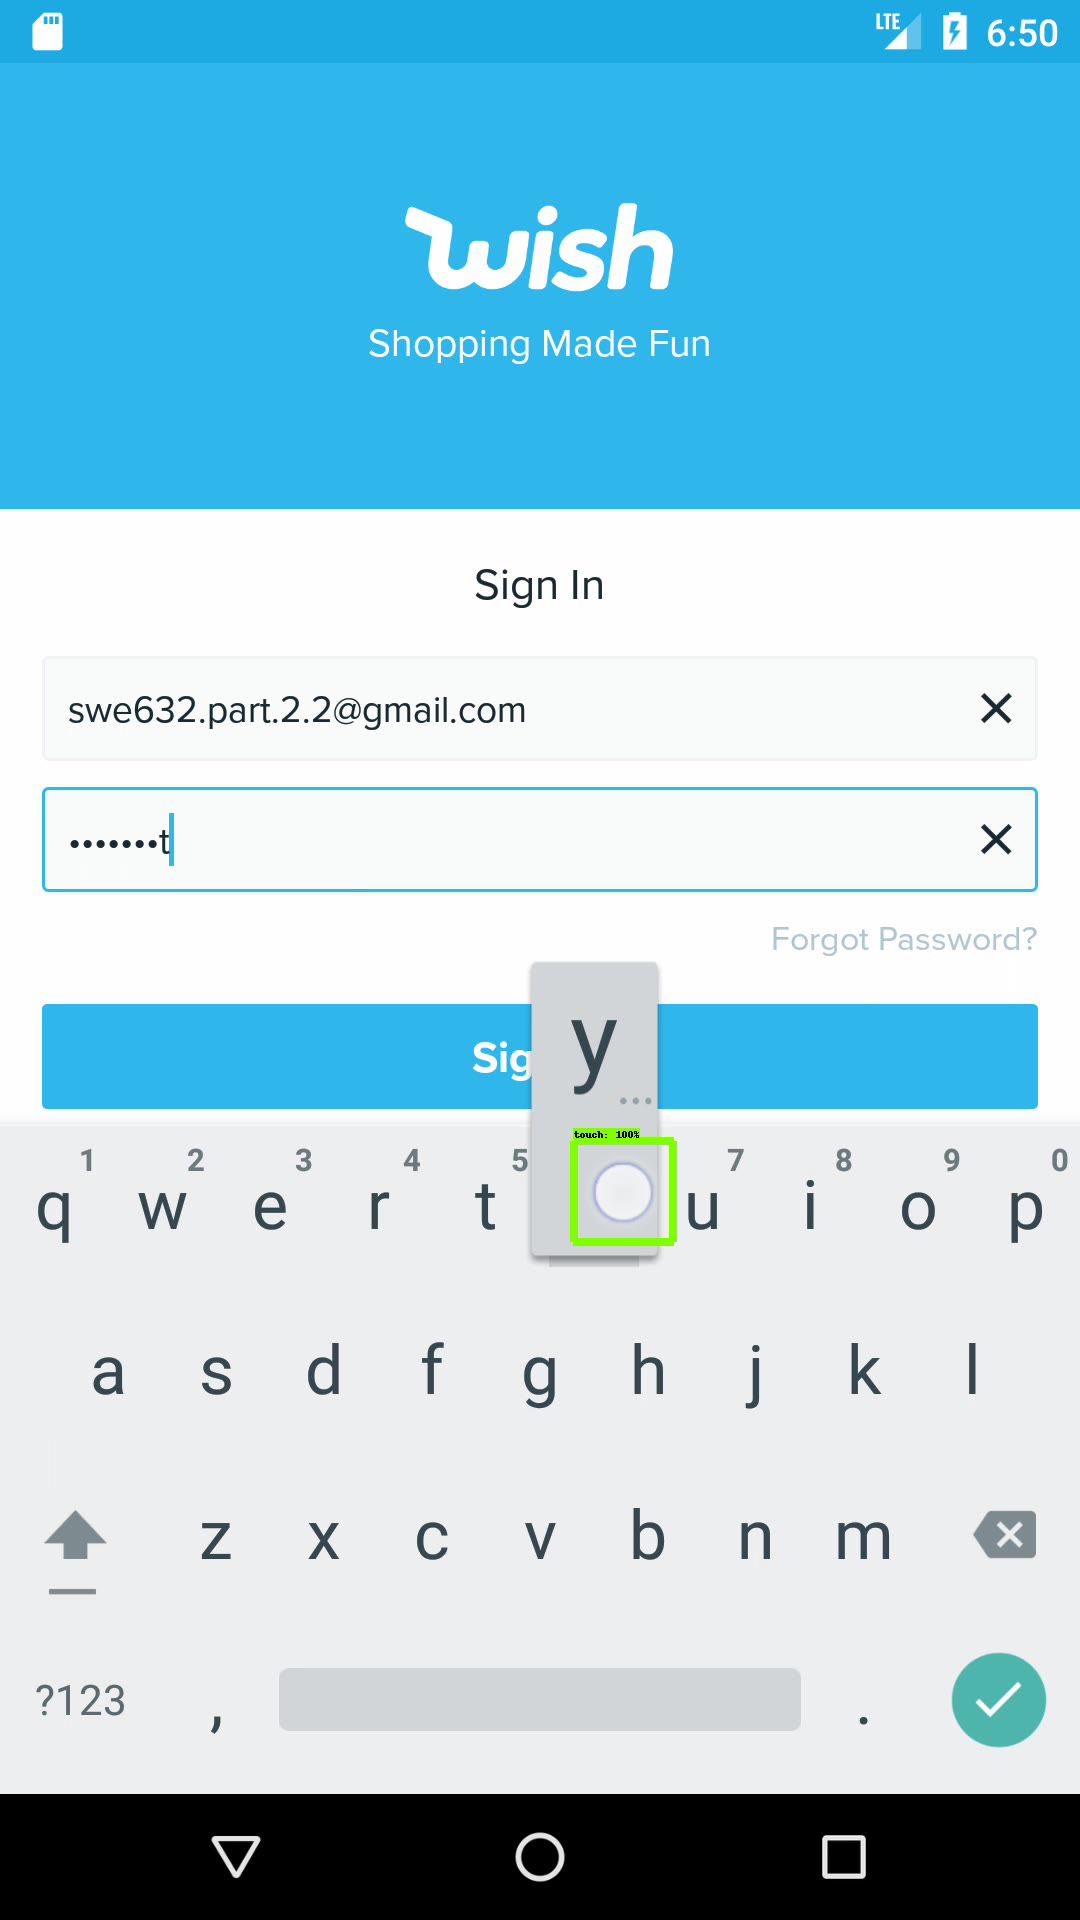 LTE 6:50
wish
Shopping Made Fun
Sign In
swe632.part.2.2@gmail.com
•••••••t
Forgot Password?
Sig
y
...
touch: 100%
1 2 3 4 5 7 8 9 0
q w e r t u i o p
a s d f g h j k l
z x c v b n m
?123 , .